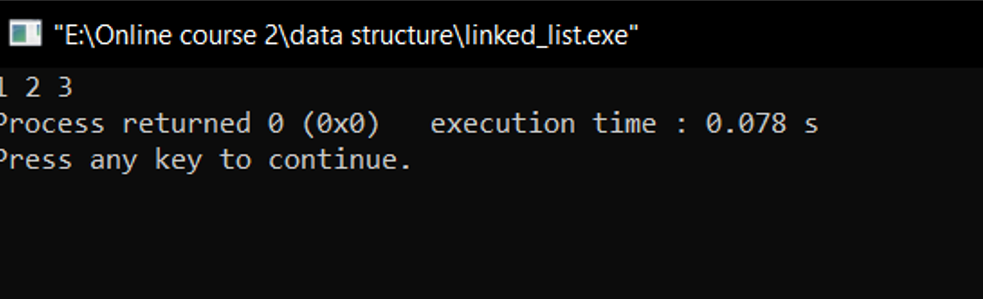 "E:\Online course 2\data structure\linked_list.exe"
1 2 3
Process returned 0 (0x0)   execution time : 0.078 s
Press any key to continue.